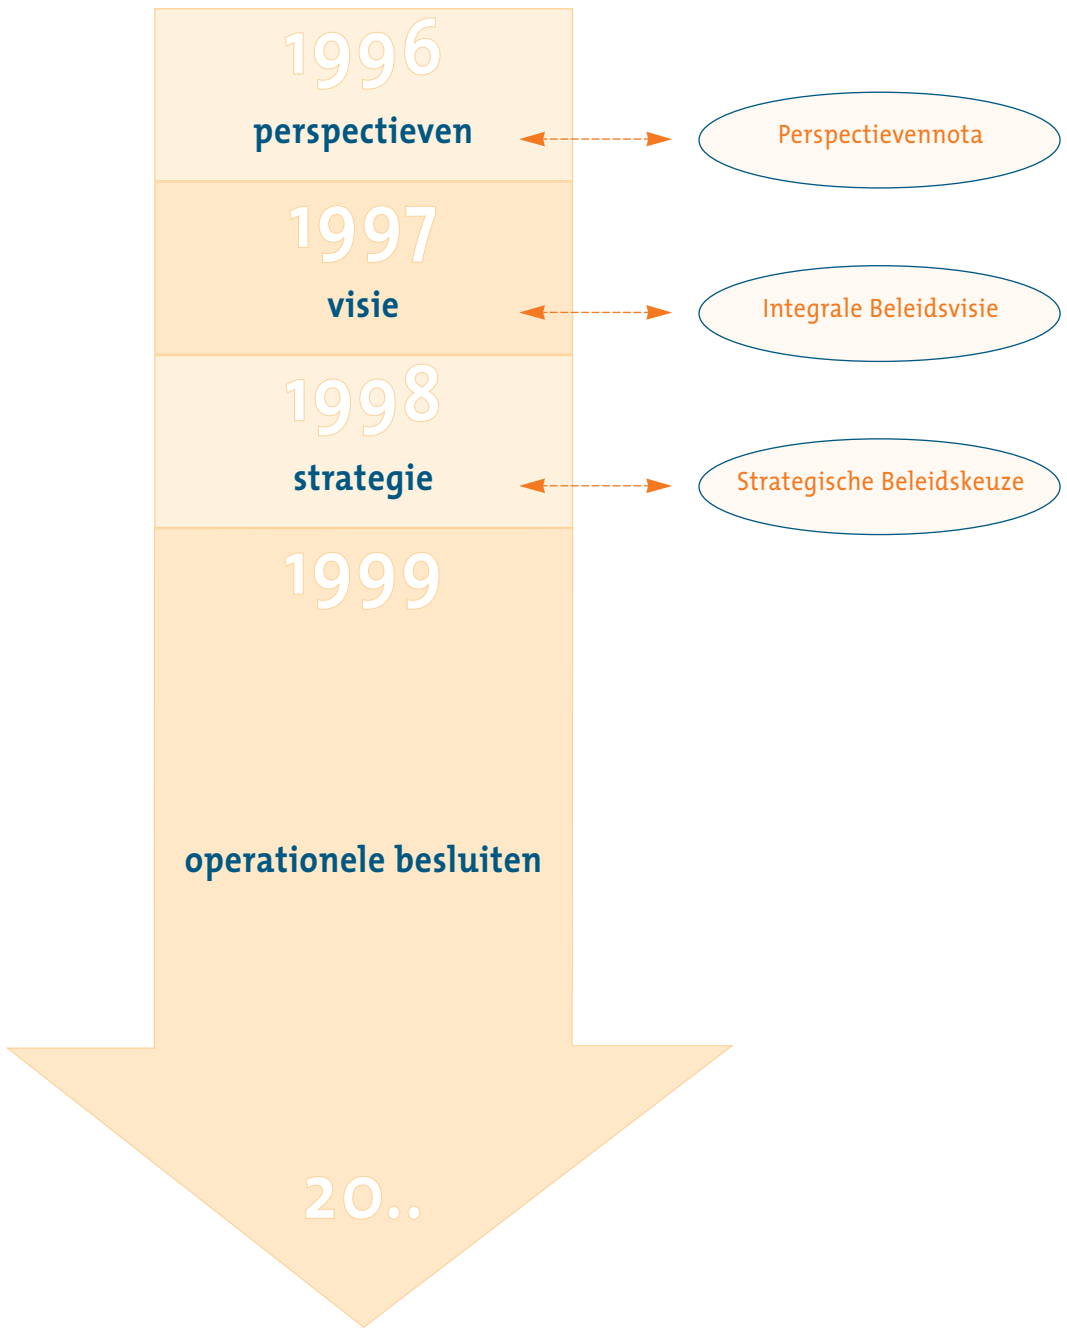 1996
perspectieven
Perspectievennota
1997
visie
Integrale Beleidsvisie
1998
strategie
Strategische Beleidskeuze
1999
operationele besluiten
20..